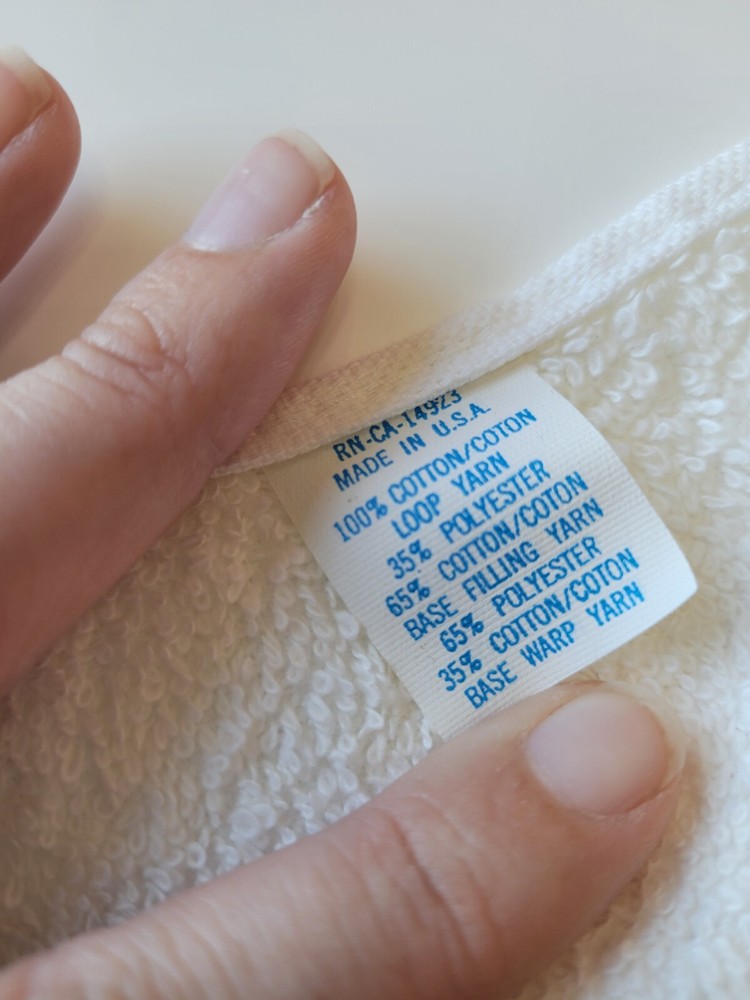 RN-CA-14923
MADE IN U.S.A.
100% COTTON/COTON
LOOP YARN
35% POLYESTER
65% COTTON/COTON
BASE FILLING YARN
65% POLYESTER
35% COTTON/COTON
BASE WARP YARN